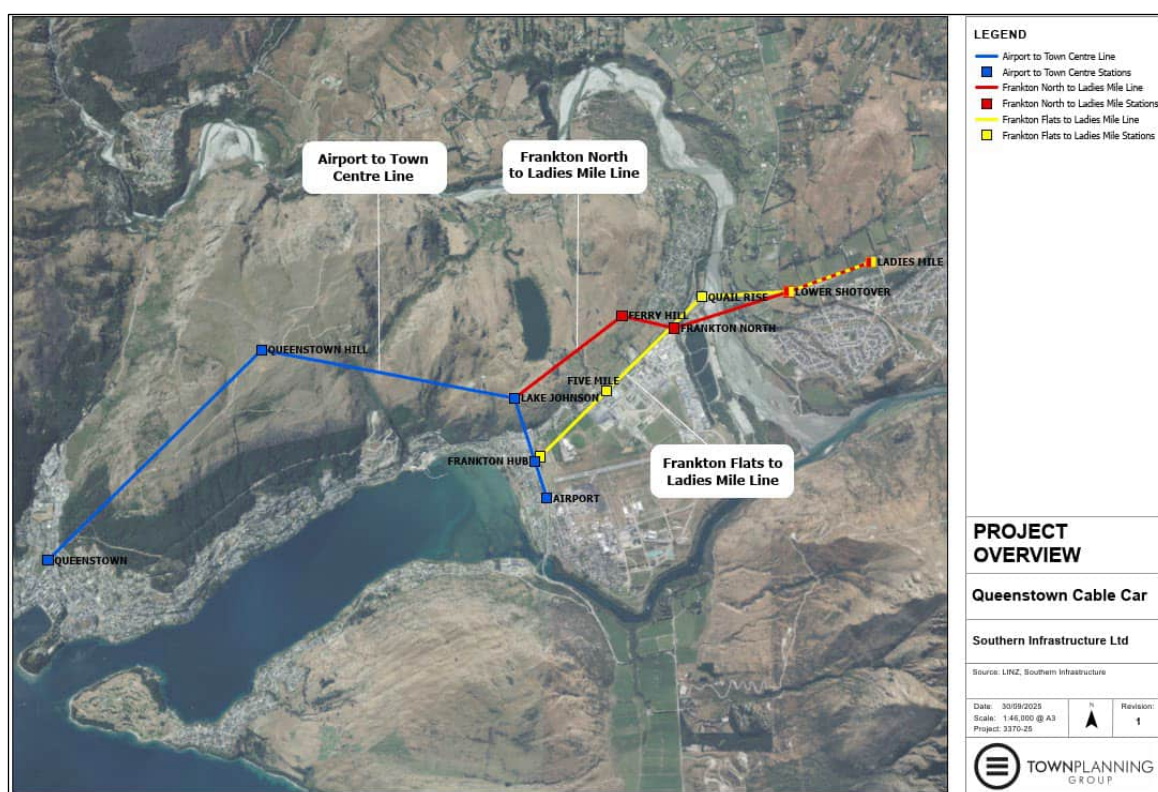 Airport to Town
Centre Line
Frankton North
to Ladies Mile Line
LADIES MILE
LOWER SHOTOVER
QUAIL RISE
FERRY HILL
FRANKTON NORTH
QUEENSTOWN HILL
FIVE MILE
LAKE JOHNSON
FRANKTON HUB
Frankton Flats to
Ladies Mile Line
AIRPORT
QUEENSTOWN
LEGEND
Airport to Town Centre Line
Airport to Town Centre Stations
Frankton North to Ladies Mile Line
Frankton North to Ladies Mile Stations
Frankton Flats to Ladies Mile Line
Frankton Flats to Ladies Mile Stations
PROJECT
OVERVIEW
Queenstown Cable Car
Southern Infrastructure Ltd
Source: LINZ, Southern Infrastructure
Date: 30/09/2025
Scale: 1:46,000 @ A3
Project: 3370-25
N
Revision:
1
TOWNPLANNING
GROUP